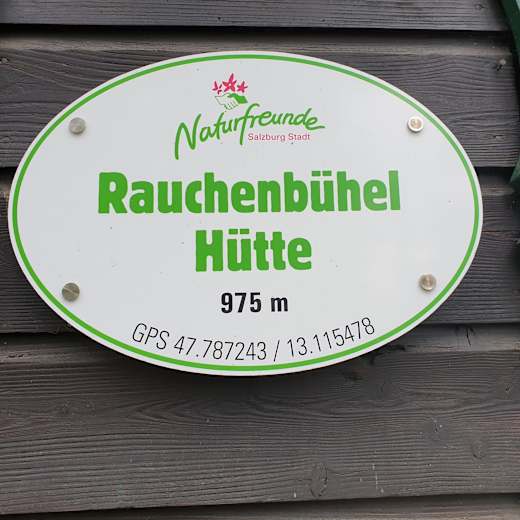 Naturfreunde
Salzburg Stadt
Rauchenbühel
Hütte
975 m
GPS 47.787243 / 13.115478